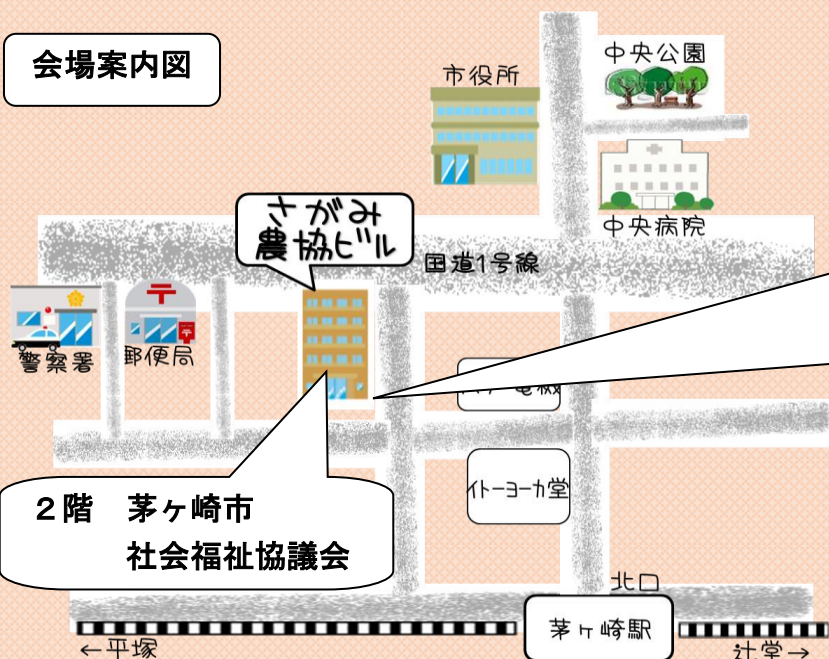 会場案内図
市役所
中央公園
中央病院
さがみ
農協ビル
国道1号線
警察署
郵便局
電機
イトーヨーカ堂
2階 茅ヶ崎市
社会福祉協議会
北口
茅ヶ崎駅
←平塚
辻堂→